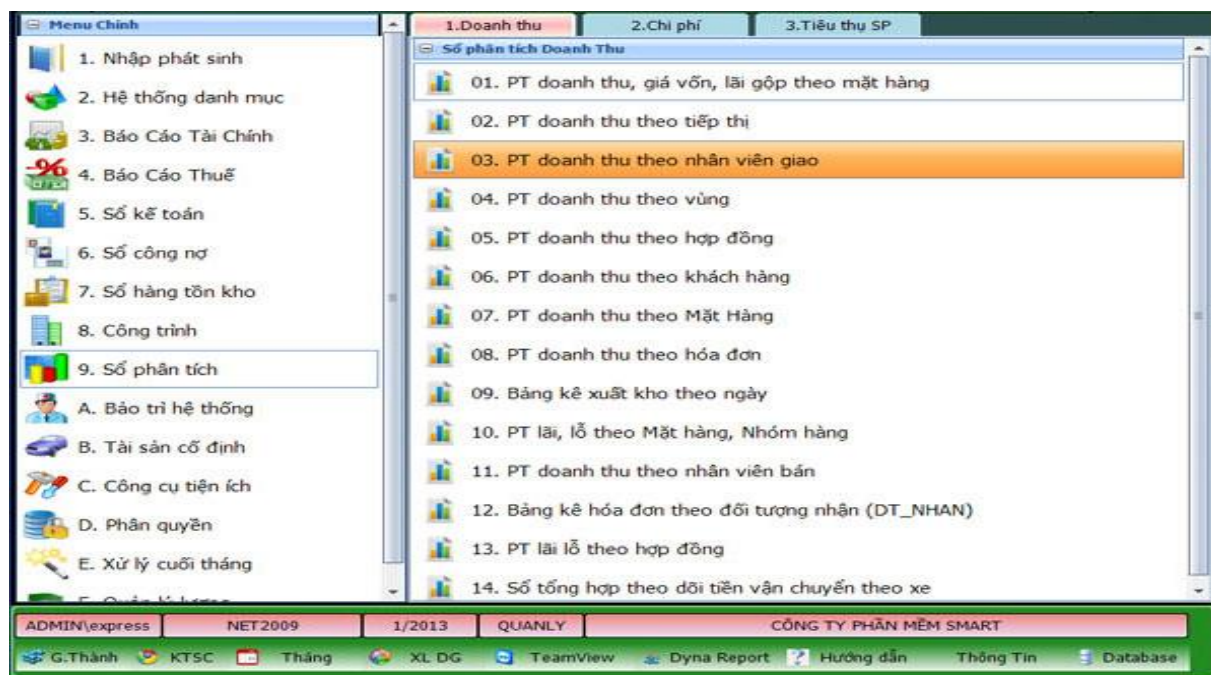 Menu Chính
1. Nhập phát sinh
2. Hệ thống danh mục
3. Báo Cáo Tài Chính
4. Báo Cáo Thuế
5. Sổ kế toán
6. Sổ công nợ
7. Sổ hàng tồn kho
8. Công trình
9. Sổ phân tích
A. Bảo trì hệ thống
B. Tài sản cố định
C. Công cụ tiện ích
D. Phân quyền
E. Xử lý cuối tháng
1.Doanh thu 2.Chi phí 3.Tiêu thụ SP
Sổ phân tích Doanh Thu
01. PT doanh thu, giá vốn, lãi gộp theo mặt hàng
02. PT doanh thu theo tiếp thị
03. PT doanh thu theo nhân viên giao
04. PT doanh thu theo vùng
05. PT doanh thu theo hợp đồng
06. PT doanh thu theo khách hàng
07. PT doanh thu theo Mặt Hàng
08. PT doanh thu theo hóa đơn
09. Bảng kê xuất kho theo ngày
10. PT lãi, lỗ theo Mặt hàng, Nhóm hàng
11. PT doanh thu theo nhân viên bán
12. Bảng kê hóa đơn theo đối tượng nhận (DT_NHAN)
13. PT lãi lỗ theo hợp đồng
14. Sổ tổng hợp theo dõi tiền vận chuyển theo xe
ADMIN\express NET2009 1/2013 QUANLY CÔNG TY PHẦN MỀM SMART
G.Thành KTSC Tháng XL DG TeamView Dyna Report Hướng dẫn Thông Tin Database